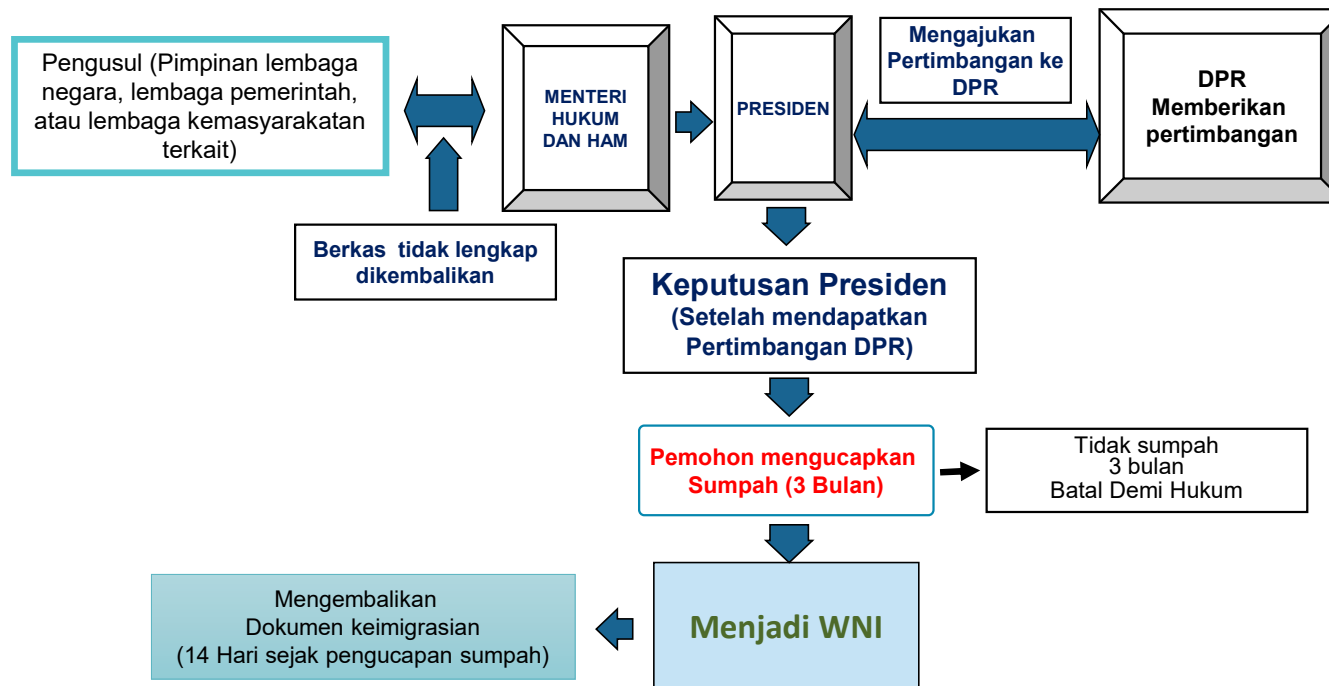 Pengusul (Pimpinan lembaga
negara, lembaga pemerintah,
atau lembaga kemasyarakatan
terkait)
MENTERI
HUKUM
DAN HAM
PRESIDEN
Mengajukan
Pertimbangan ke
DPR
DPR
Memberikan
pertimbangan
Berkas tidak lengkap
dikembalikan
Keputusan Presiden
(Setelah mendapatkan
Pertimbangan DPR)
Pemohon mengucapkan
Sumpah (3 Bulan)
Tidak sumpah
3 bulan
Batal Demi Hukum
Menjadi WNI
Mengembalikan
Dokumen keimigrasian
(14 Hari sejak pengucapan sumpah)